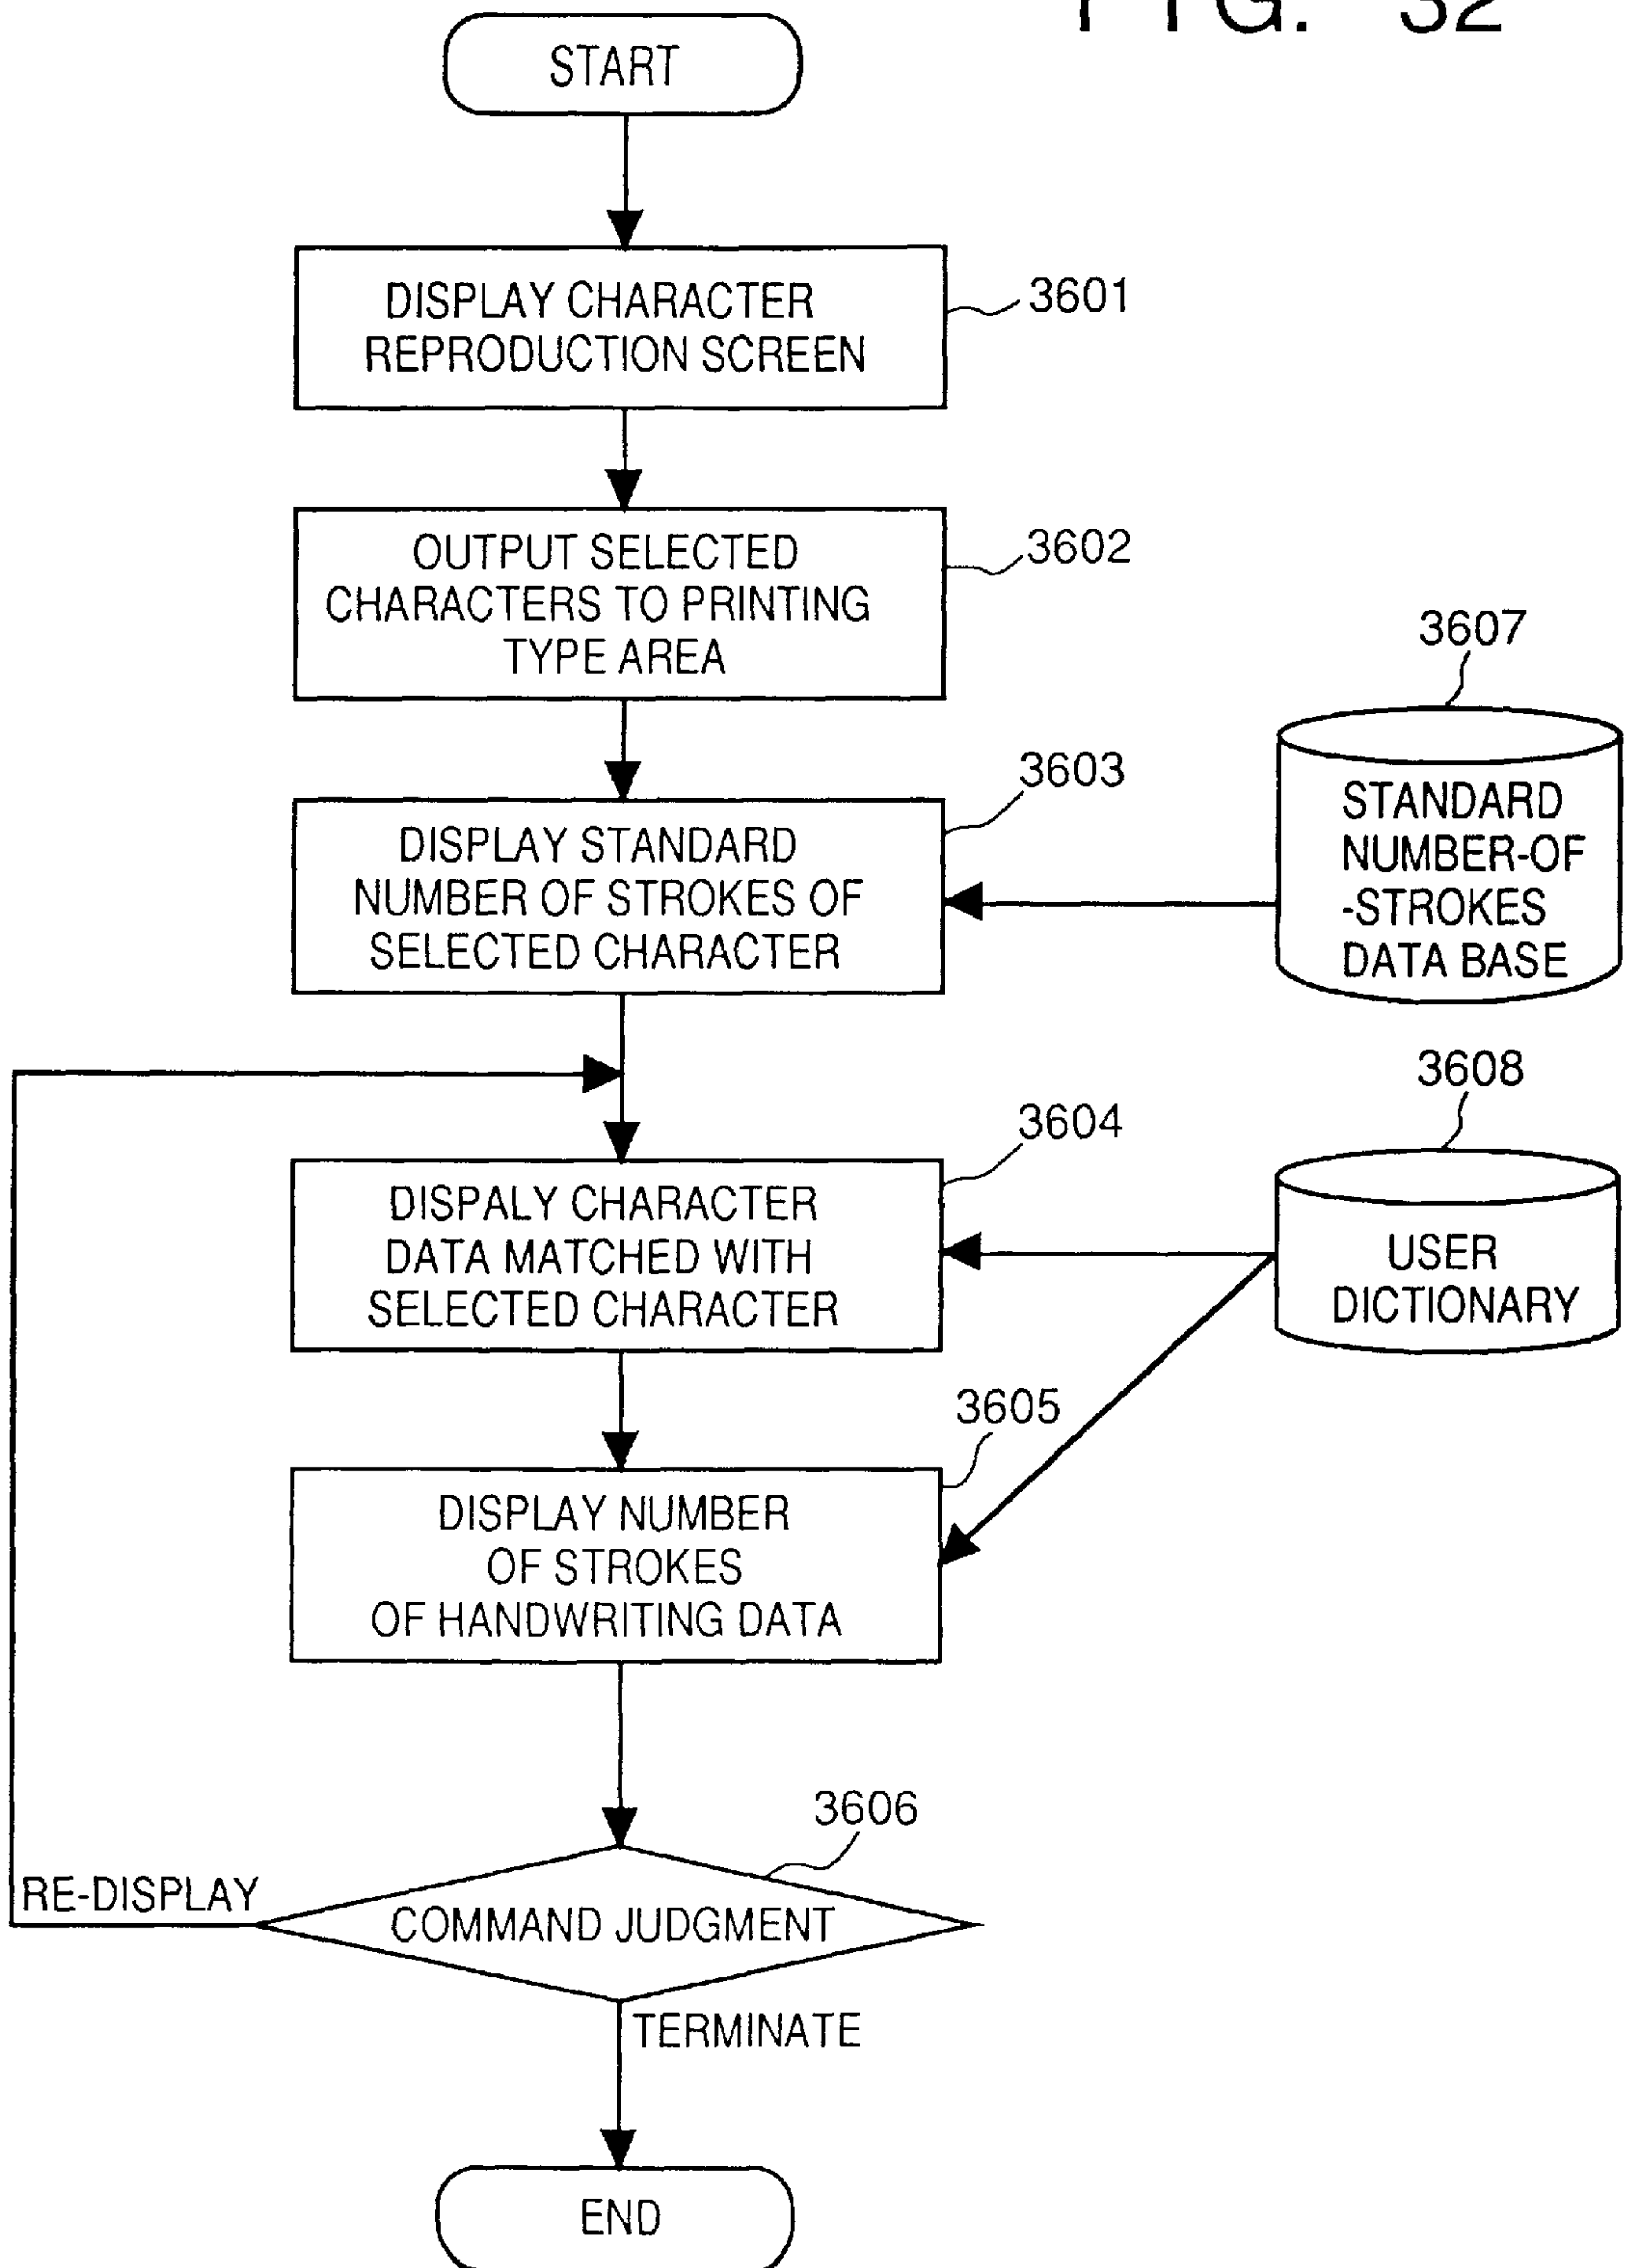 FIG. 32
START
DISPLAY CHARACTER
REPRODUCTION SCREEN
3601
OUTPUT SELECTED
CHARACTERS TO PRINTING
TYPE AREA
3602
DISPLAY STANDARD
NUMBER OF STROKES OF
SELECTED CHARACTER
3603
STANDARD
NUMBER-OF
-STROKES
DATA BASE
3607
DISPALY CHARACTER
DATA MATCHED WITH
SELECTED CHARACTER
3604
USER
DICTIONARY
3608
DISPLAY NUMBER
OF STROKES
OF HANDWRITING DATA
3605
COMMAND JUDGMENT
3606
RE-DISPLAY
TERMINATE
END